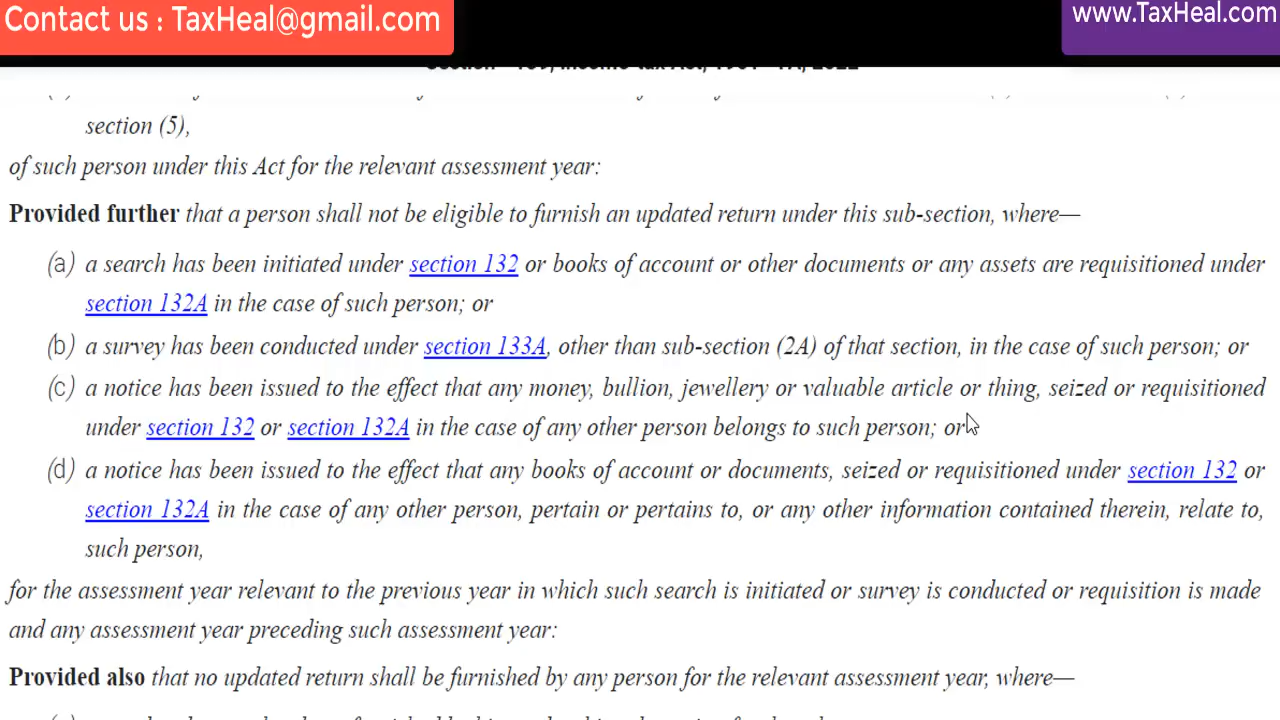 Contact us : TaxHeal@gmail.com
www.TaxHeal.com
section (5),
of such person under this Act for the relevant assessment year:
Provided further that a person shall not be eligible to furnish an updated return under this sub-section, where—
(a) a search has been initiated under section 132 or books of account or other documents or any assets are requisitioned under
section 132A in the case of such person; or
(b) a survey has been conducted under section 133A, other than sub-section (2A) of that section, in the case of such person; or
(c) a notice has been issued to the effect that any money, bullion, jewellery or valuable article or thing, seized or requisitioned
under section 132 or section 132A in the case of any other person belongs to such person; or
(d) a notice has been issued to the effect that any books of account or documents, seized or requisitioned under section 132 or
section 132A in the case of any other person, pertain or pertains to, or any other information contained therein, relate to,
such person,
for the assessment year relevant to the previous year in which such search is initiated or survey is conducted or requisition is made
and any assessment year preceding such assessment year:
Provided also that no updated return shall be furnished by any person for the relevant assessment year, where—